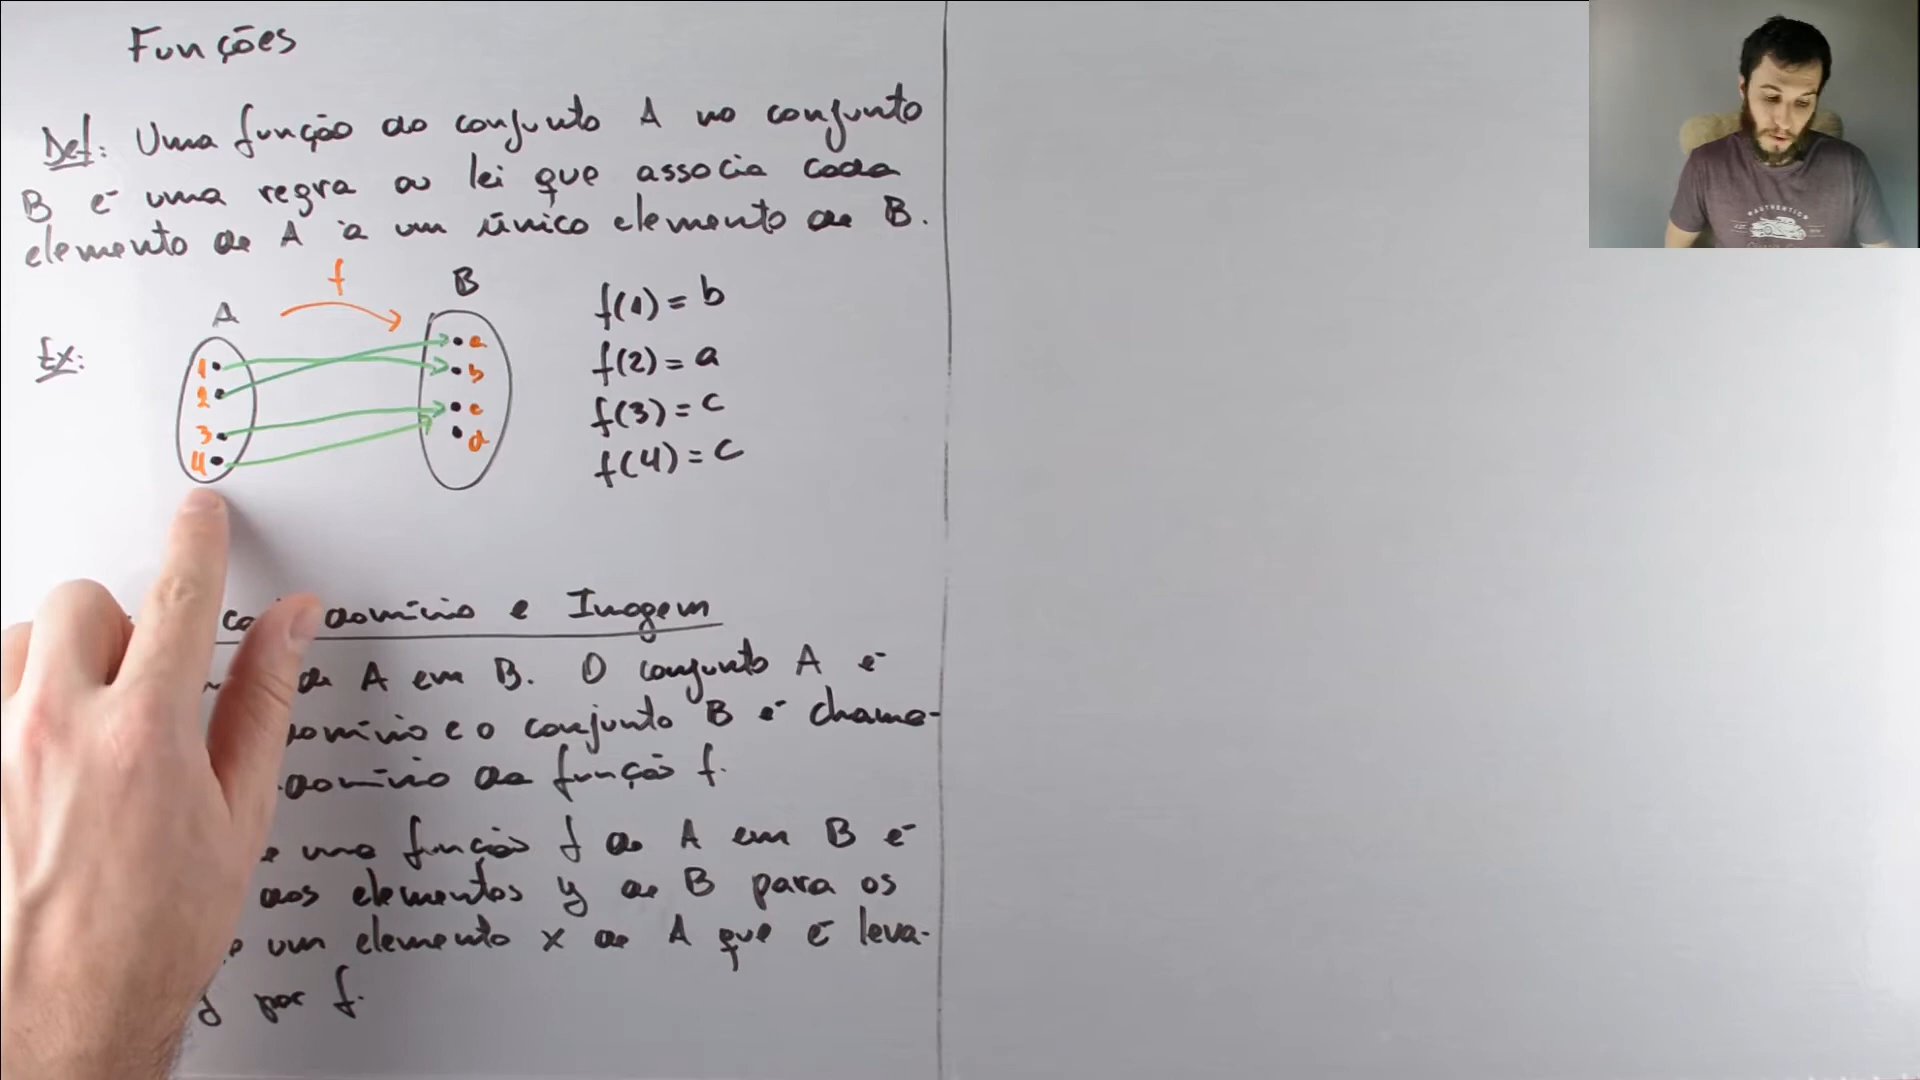 Funções
Def: Uma função do conjunto A no conjunto
B é uma regra ou lei que associa cada
elemento de A à um único elemento de B.
f
A
B
Ex:
1
2
3
4
a
b
c
d
f(1) = b
f(2) = a
f(3) = c
f(4) = c
domínio e Imagem
de A em B. O conjunto A é
e o conjunto B é chama-
domínio da função f.
uma função f de A em B é
dos elementos y de B para os
um elemento x de A que é leva-
por f.
AUTHENTICW